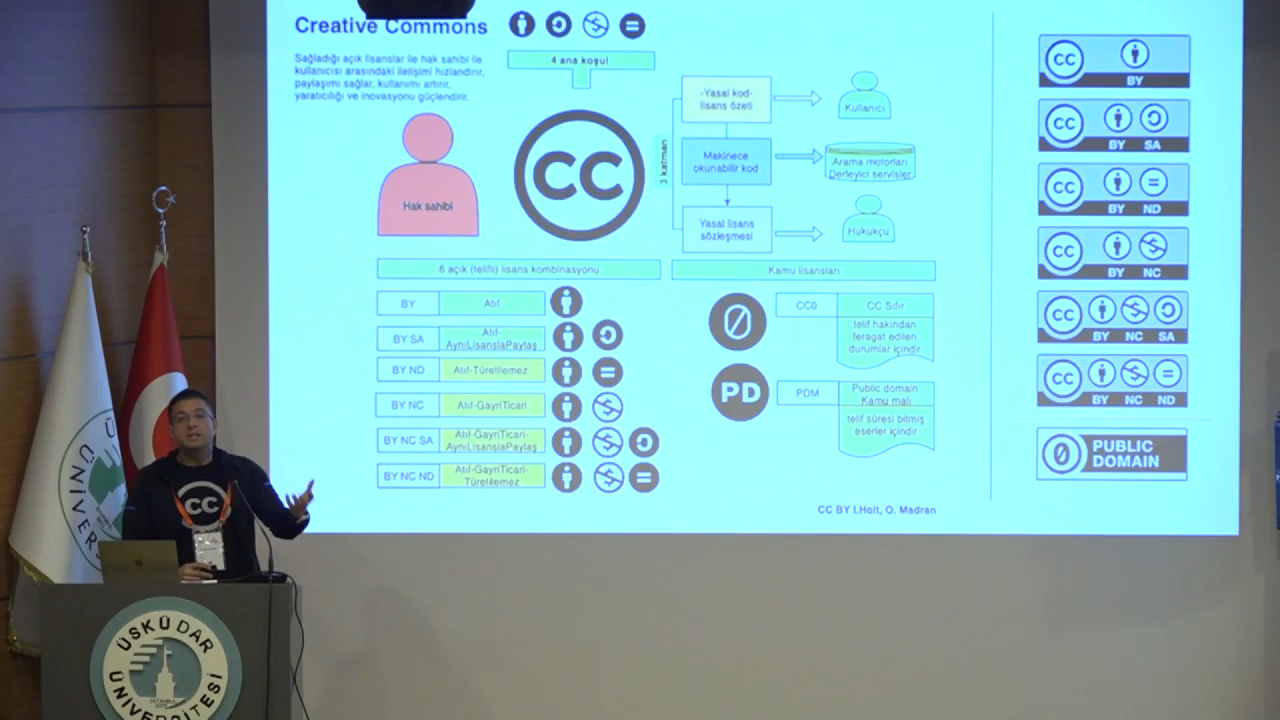 Creative Commons
Sağladığı açık lisanslar ile hak sahibi ile
kullanıcısı arasındaki iletişimi hızlandırır,
paylaşımı sağlar, kullanımı artırır,
yaratıcılığı ve inovasyonu güçlendirir.
4 ana koşul
CC
Hak sahibi
3 katman
-Yasal kod-
lisans özeti
Kullanıcı
Makinece
okunabilir kod
Arama motorları
Derleyici servisler
Yasal lisans
sözleşmesi
Hukukçu
6 açık (telifli) lisans kombinasyonu
BY
Atıf
BY SA
Atıf-
AynıLisanslaPaylaş
BY ND
Atıf-Türetilemez
BY NC
Atıf-GayriTicari
BY NC SA
Atıf-GayriTicari-
AynıLisanslaPaylaş
BY NC ND
Atıf-GayriTicari-
Türetilemez
Kamu lisansları
0
CC0
CC Sıfır
telif hakından
feragat edilen
durumlar içindir
PD
PDM
Public domain
Kamu malı
telif süresi bitmiş
eserler içindir
CC BY I.Holt, O. Madran
CC
BY
CC
BY SA
CC
BY ND
CC
BY NC
CC
BY NC SA
CC
BY NC ND
0 PUBLIC
DOMAIN
CC
ÜSKÜDAR
ÜNİVERSİTESİ
İSTANBUL